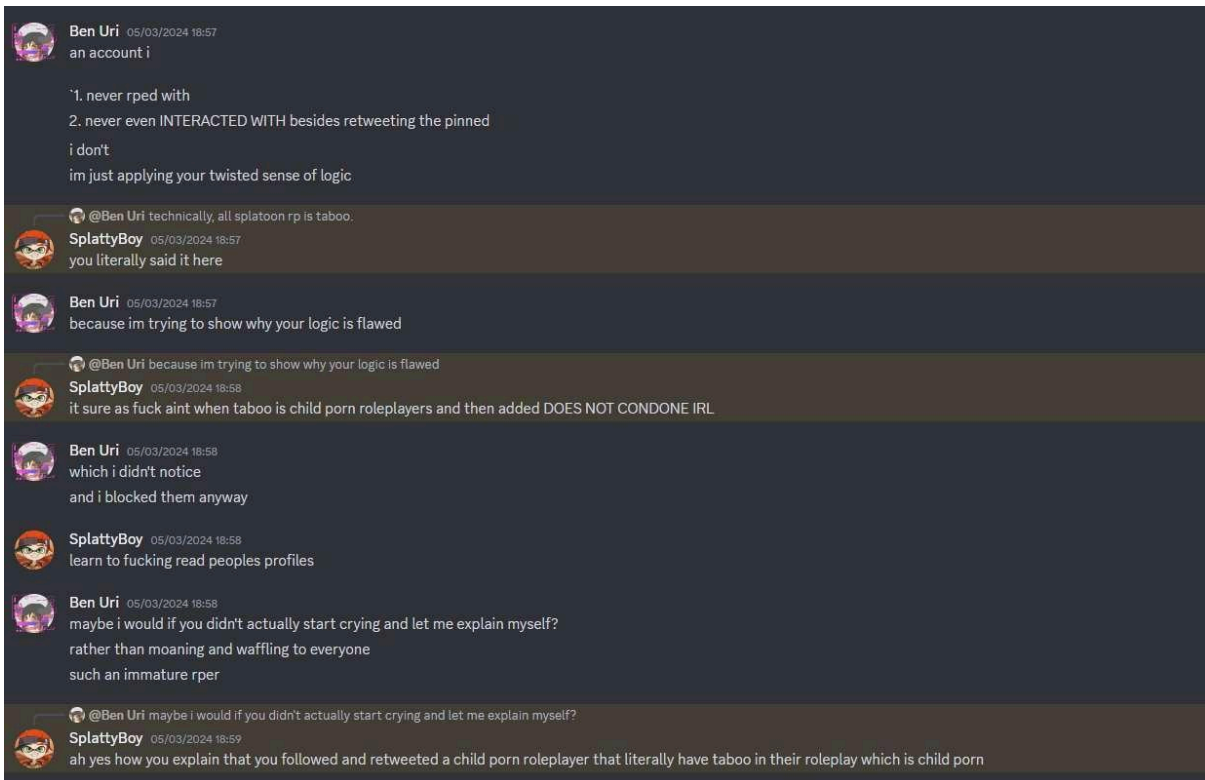 Ben Uri 05/03/2024 18:57
an account i
`1. never rped with
2. never even INTERACTED WITH besides retweeting the pinned
i don't
im just applying your twisted sense of logic
@Ben Uri technically, all splatoon rp is taboo.
SplattyBoy 05/03/2024 18:57
you literally said it here
Ben Uri 05/03/2024 18:57
because im trying to show why your logic is flawed
@Ben Uri because im trying to show why your logic is flawed
SplattyBoy 05/03/2024 18:58
it sure as fuck aint when taboo is child porn roleplayers and then added DOES NOT CONDONE IRL
Ben Uri 05/03/2024 18:58
which i didn't notice
and i blocked them anyway
SplattyBoy 05/03/2024 18:58
learn to fucking read peoples profiles
Ben Uri 05/03/2024 18:58
maybe i would if you didn't actually start crying and let me explain myself?
rather than moaning and waffling to everyone
such an immature rper
@Ben Uri maybe i would if you didn't actually start crying and let me explain myself?
SplattyBoy 05/03/2024 18:59
ah yes how you explain that you followed and retweeted a child porn roleplayer that literally have taboo in their roleplay which is child porn